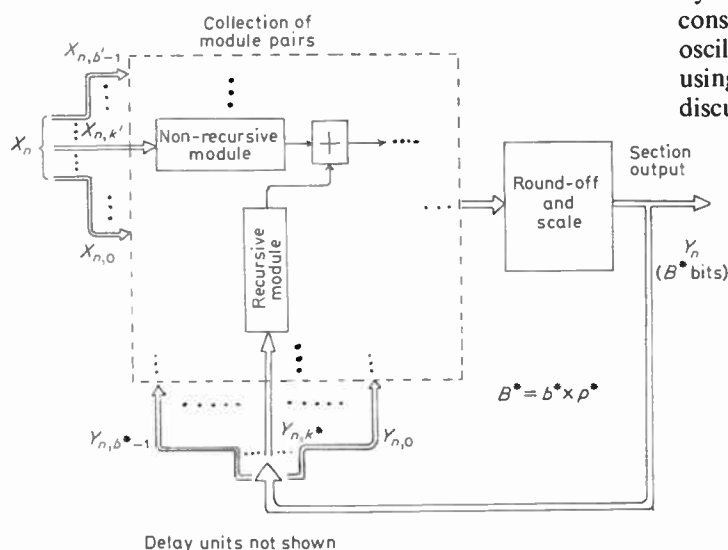 Collection of
module pairs
cons
oscil
using
discu
X_{n,b'-1}
X_{n,k'}
X_n
X_{n,0}
Non-recursive
module
+
Recursive
module
Round-off
and
scale
Section
output
Y_n
(B* bits)
B* = b* × p*
Y_{n,b*-1}
Y_{n,k*}
Y_{n,0}
Delay units not shown